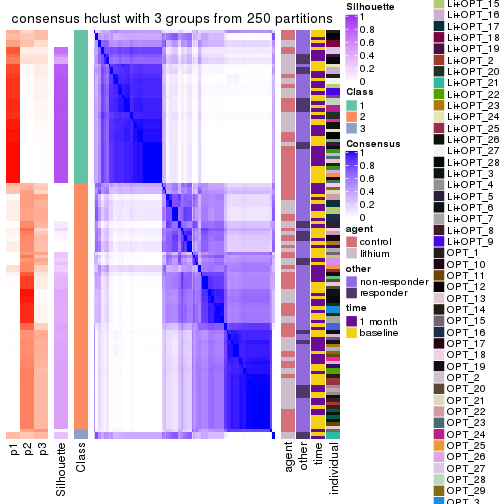 consensus hclust with 3 groups from 250 partitions
p1
p2
p3
Silhouette
Class
agent
other
time
individual
Silhouette
1
0.8
0.6
0.4
0.2
0
Class
1
2
3
Consensus
1
0.8
0.6
0.4
0.2
0
agent
control
lithium
other
non-responder
responder
time
1 month
baseline
Li+OPT_15
Li+OPT_16
Li+OPT_17
Li+OPT_18
Li+OPT_19
Li+OPT_2
Li+OPT_20
Li+OPT_21
Li+OPT_22
Li+OPT_23
Li+OPT_24
Li+OPT_25
Li+OPT_26
Li+OPT_27
Li+OPT_28
Li+OPT_3
Li+OPT_4
Li+OPT_5
Li+OPT_6
Li+OPT_7
Li+OPT_8
Li+OPT_9
OPT_1
OPT_10
OPT_11
OPT_12
OPT_13
OPT_14
OPT_15
OPT_16
OPT_17
OPT_18
OPT_19
OPT_2
OPT_20
OPT_21
OPT_22
OPT_23
OPT_24
OPT_25
OPT_26
OPT_27
OPT_28
OPT_29
OPT_3